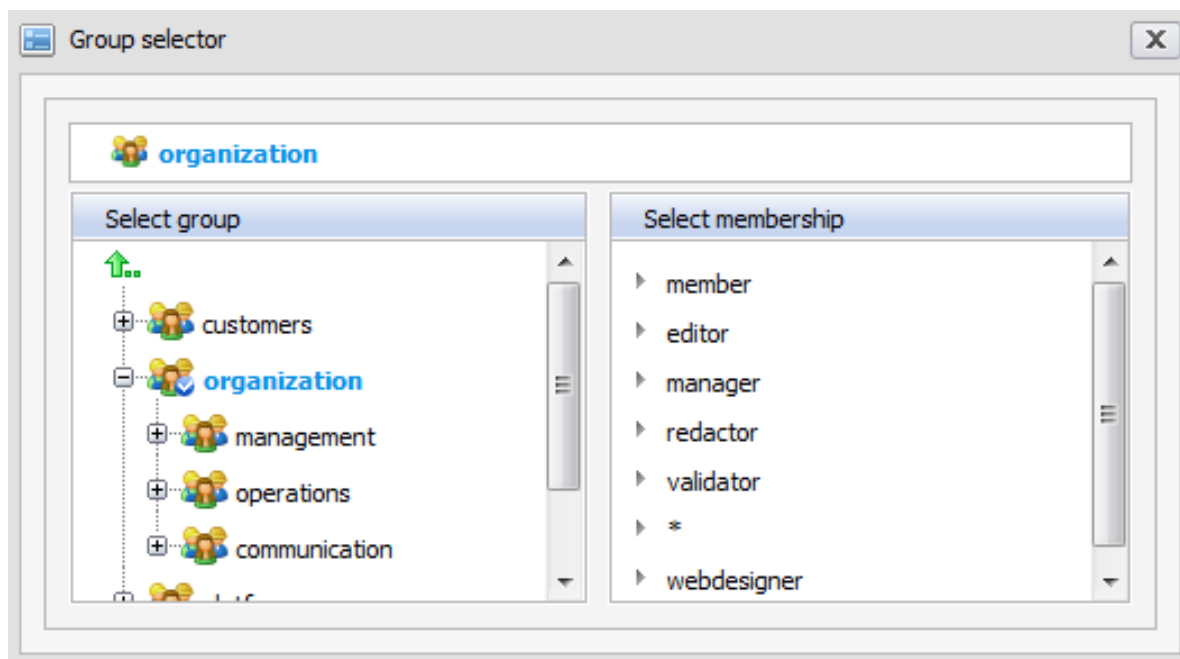 Group selector
organization
Select group
customers
organization
management
operations
communication
Select membership
member
editor
manager
redactor
validator
*
webdesigner